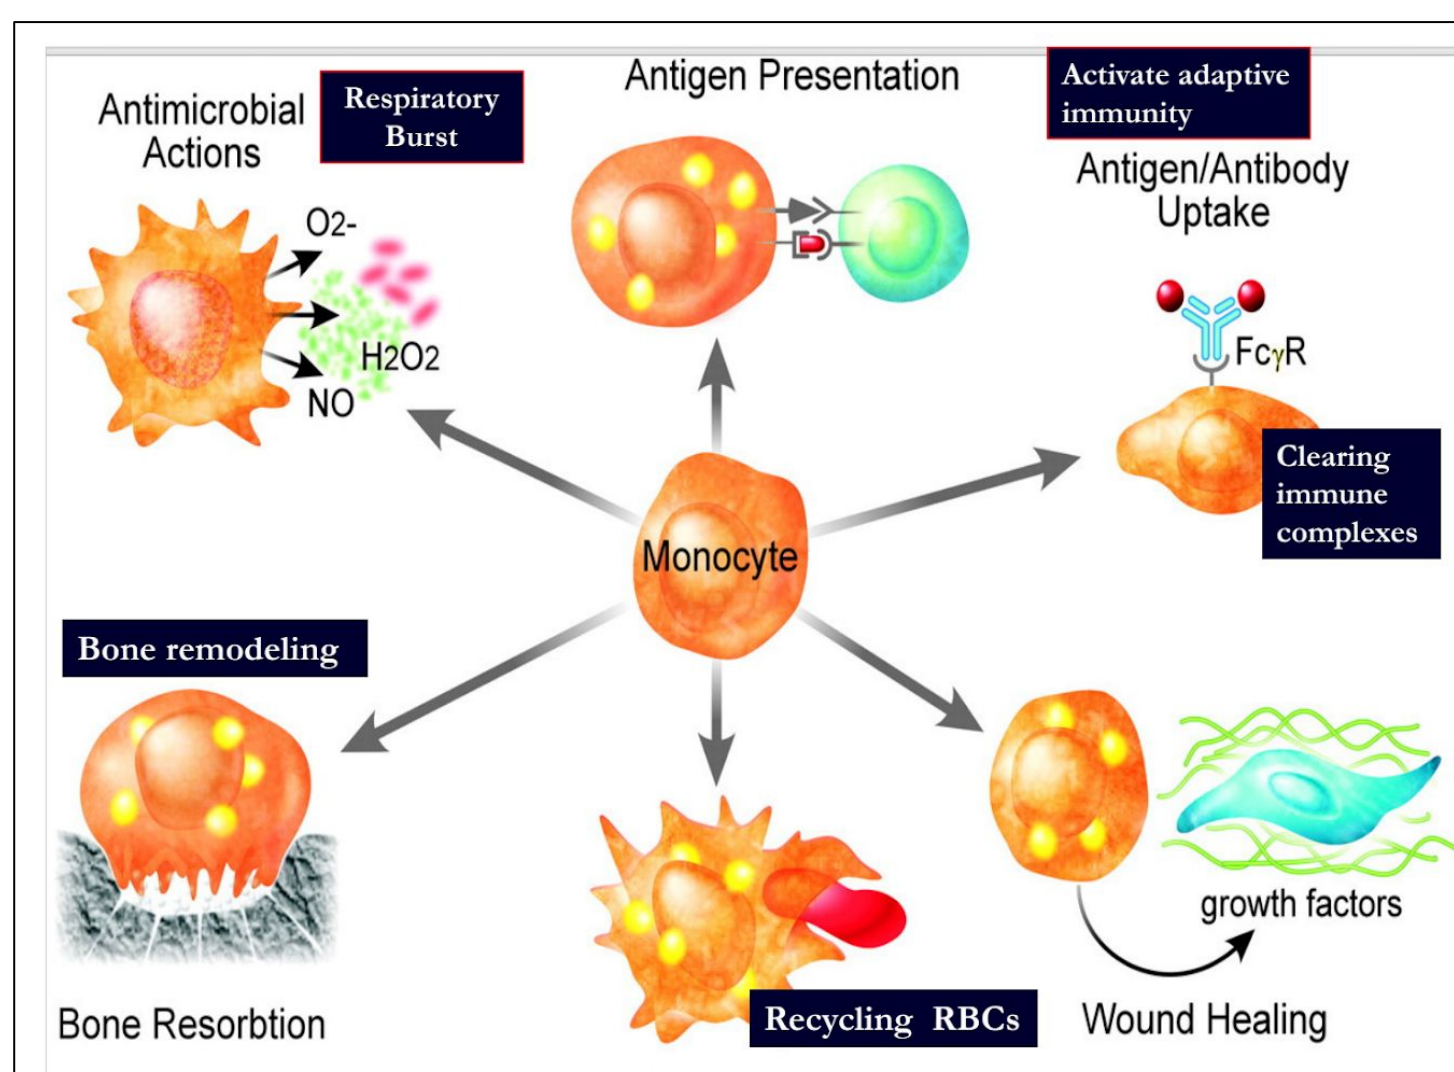 Antimicrobial
Actions
Respiratory
Burst
O2-
H2O2
NO
Antigen Presentation
Activate adaptive
immunity
Antigen/Antibody
Uptake
FcγR
Clearing
immune
complexes
Monocyte
Bone remodeling
Bone Resorbtion
Recycling RBCs
growth factors
Wound Healing